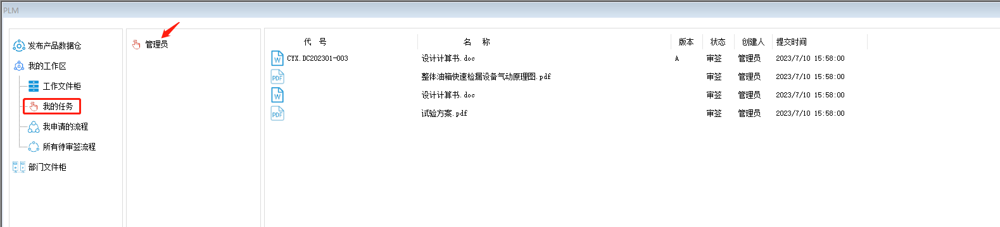 PLM
发布产品数据仓
我的工作区
工作文件柜
我的任务
我申请的流程
所有待审签流程
部门文件柜
管理员
代 号 名 称 版本 状态 创建人 提交时间
W CYX.DC202301-003 设计计算书.doc A 审签 管理员 2023/7/10 15:58:00
PDF 整体油箱快速检漏设备气动原理图.pdf 审签 管理员 2023/7/10 15:58:00
W 设计计算书.doc 审签 管理员 2023/7/10 15:58:00
PDF 试验方案.pdf 审签 管理员 2023/7/10 15:58:00